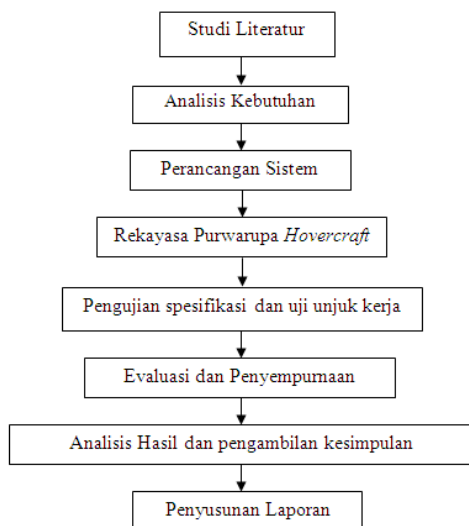 Studi Literatur
Analisis Kebutuhan
Perancangan Sistem
Rekayasa Purwarupa Hovercraft
Pengujian spesifikasi dan uji unjuk kerja
Evaluasi dan Penyempurnaan
Analisis Hasil dan pengambilan kesimpulan
Penyusunan Laporan